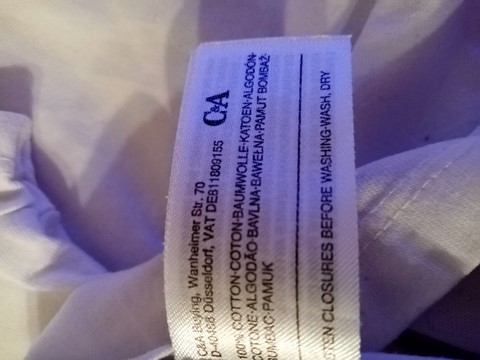 C&A
C&A Buying, Wanheimer Str. 70
D-40468 Düsseldorf, VAT DE811809155
100% COTTON·COTON·BAUMWOLLE·KATOEN·ALGODÓN·
COTONE·ALGODÃO·BAVLNA·BAWEŁNA·PAMUT BOMBAŽ·
BUMBAC·PAMUK
CLOSURES BEFORE WASHING·WASH, DRY